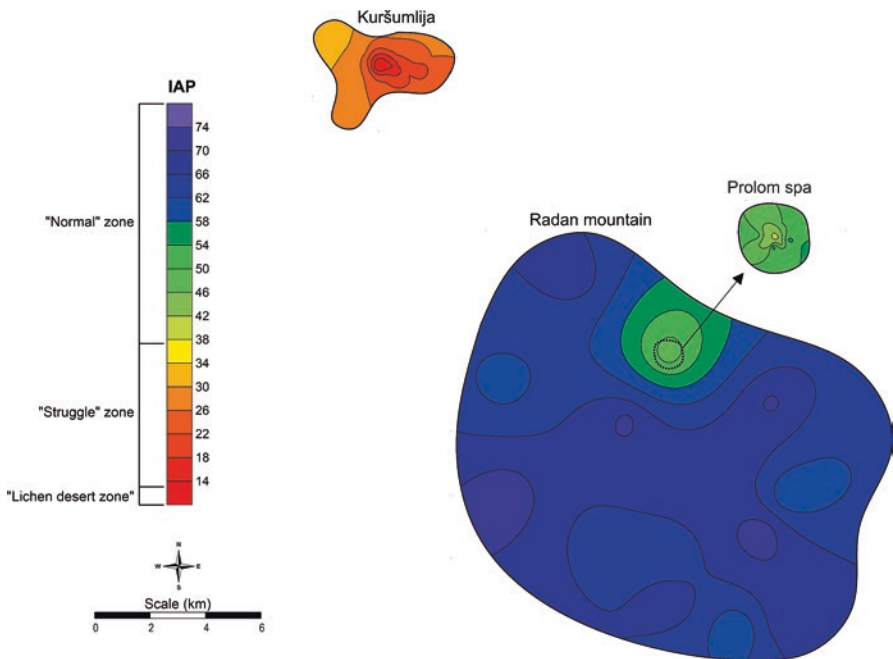 Kuršumlija
IAP
74
70
66
62
58
54
50
46
42
38
34
30
26
22
18
14
"Normal" zone
"Struggle" zone
"Lichen desert zone"
Prolom spa
Radan mountain
N
W E
S
Scale (km)
0 2 4 6